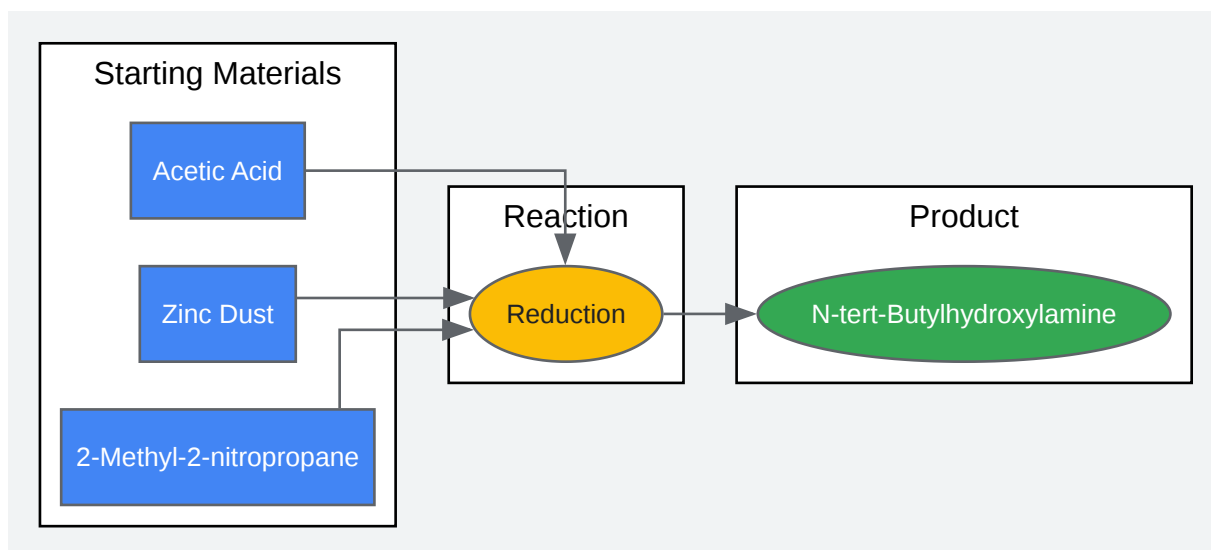 Starting Materials
Acetic Acid
Zinc Dust
2-Methyl-2-nitropropane
Reaction
Reduction
Product
N-tert-Butylhydroxylamine